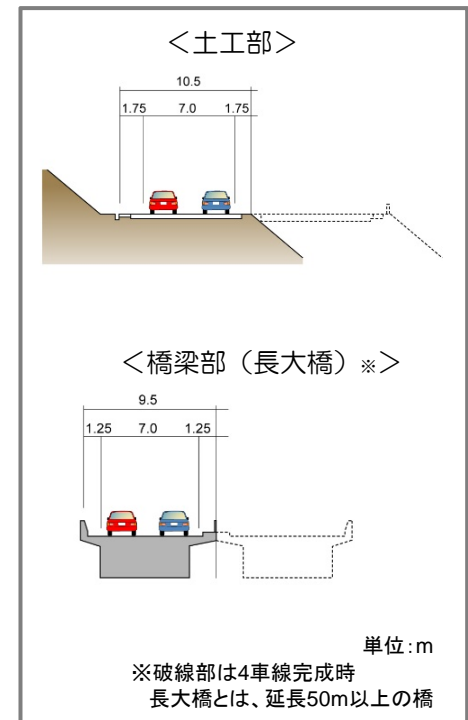 ＜土工部＞
10.5
1.75 7.0 1.75
＜橋梁部（長大橋）※＞
9.5
1.25 7.0 1.25
単位:m
※破線部は4車線完成時
長大橋とは、延長50m以上の橋